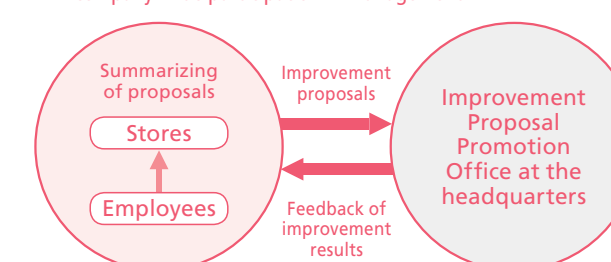 Summarizing
of proposals
Stores
Employees
Improvement
proposals
Feedback of
improvement
results
Improvement
Proposal
Promotion
Office at the
headquarters